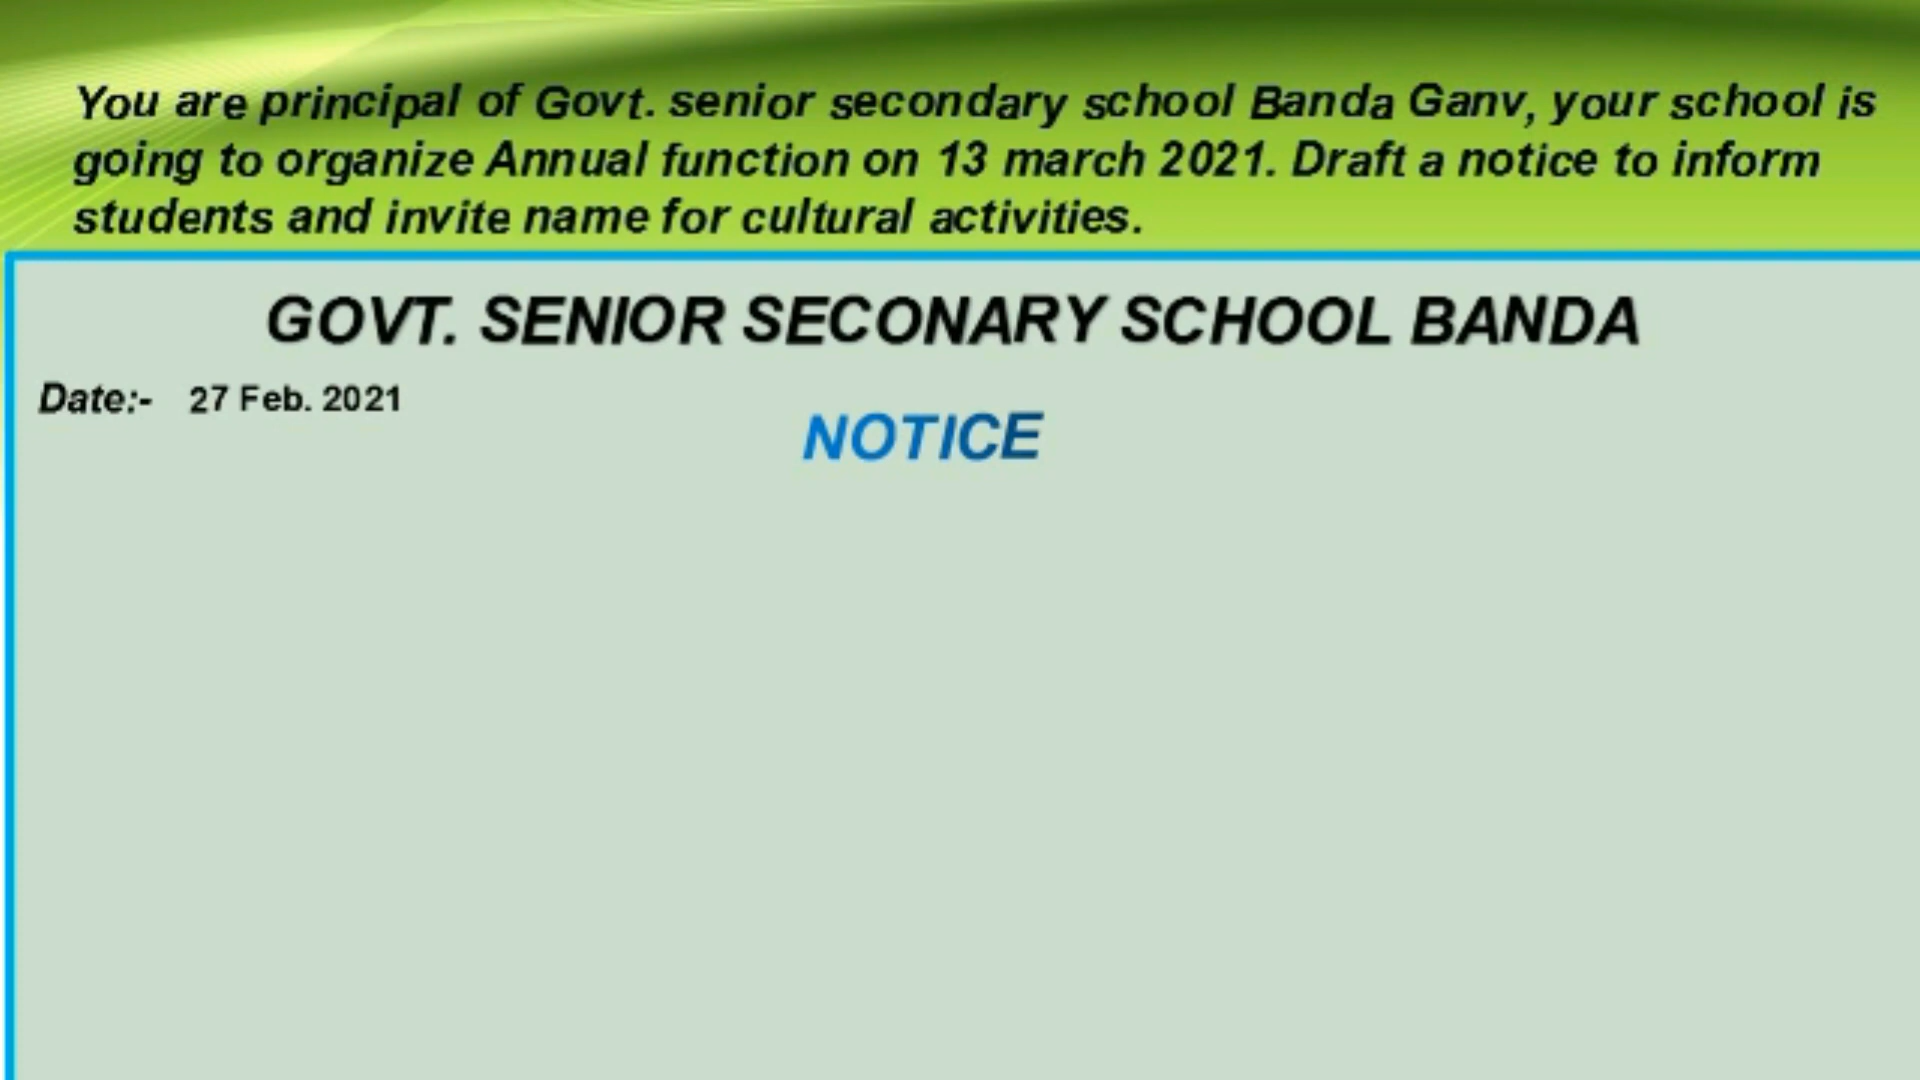 You are principal of Govt. senior secondary school Banda Ganv, your school is
going to organize Annual function on 13 march 2021. Draft a notice to inform
students and invite name for cultural activities.
GOVT. SENIOR SECONARY SCHOOL BANDA
Date:- 27 Feb. 2021
NOTICE